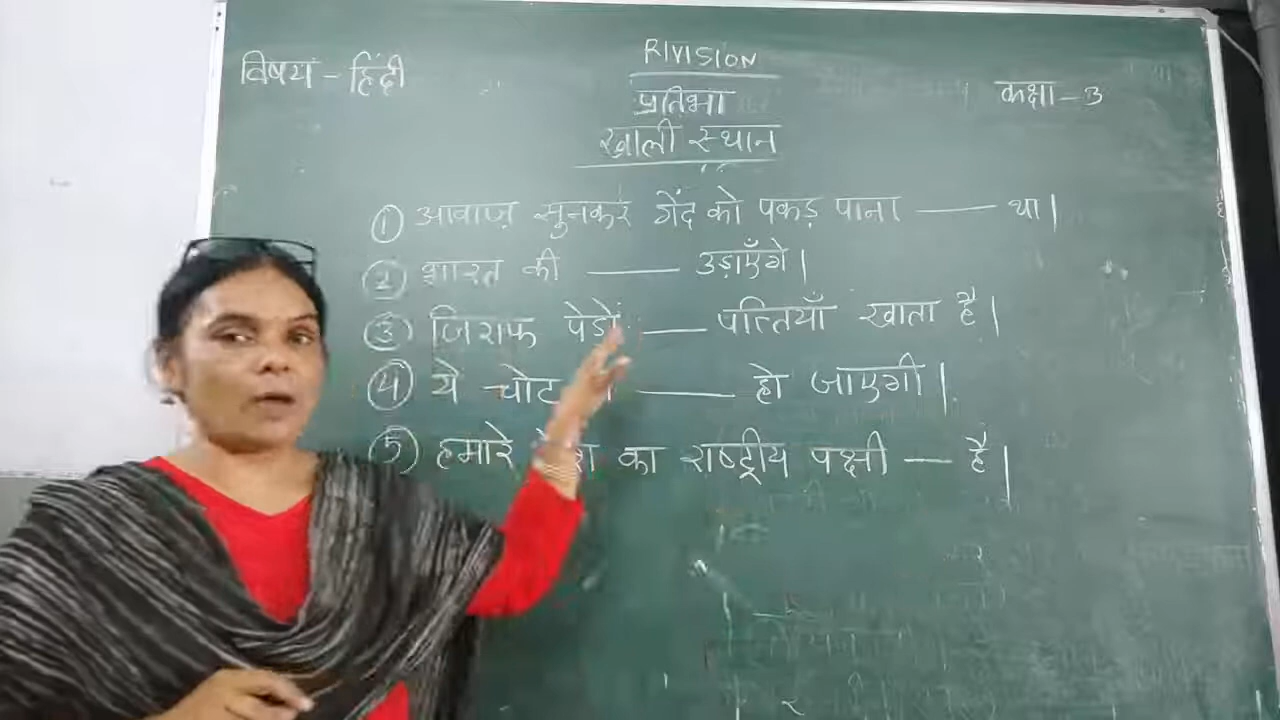 RIVISION
विषय - हिंदी
प्रतिभा
कक्षा - 3
खाली स्थान
① आवाज़ सुनकर गेंद को पकड़ पाना —— था।
② भारत की —— उड़ाएँगे।
③ जिराफ पेड़ों —— पत्तियाँ खाता है।
④ ये चोट —— हो जाएगी।
⑤ हमारे का राष्ट्रीय पक्षी — है।